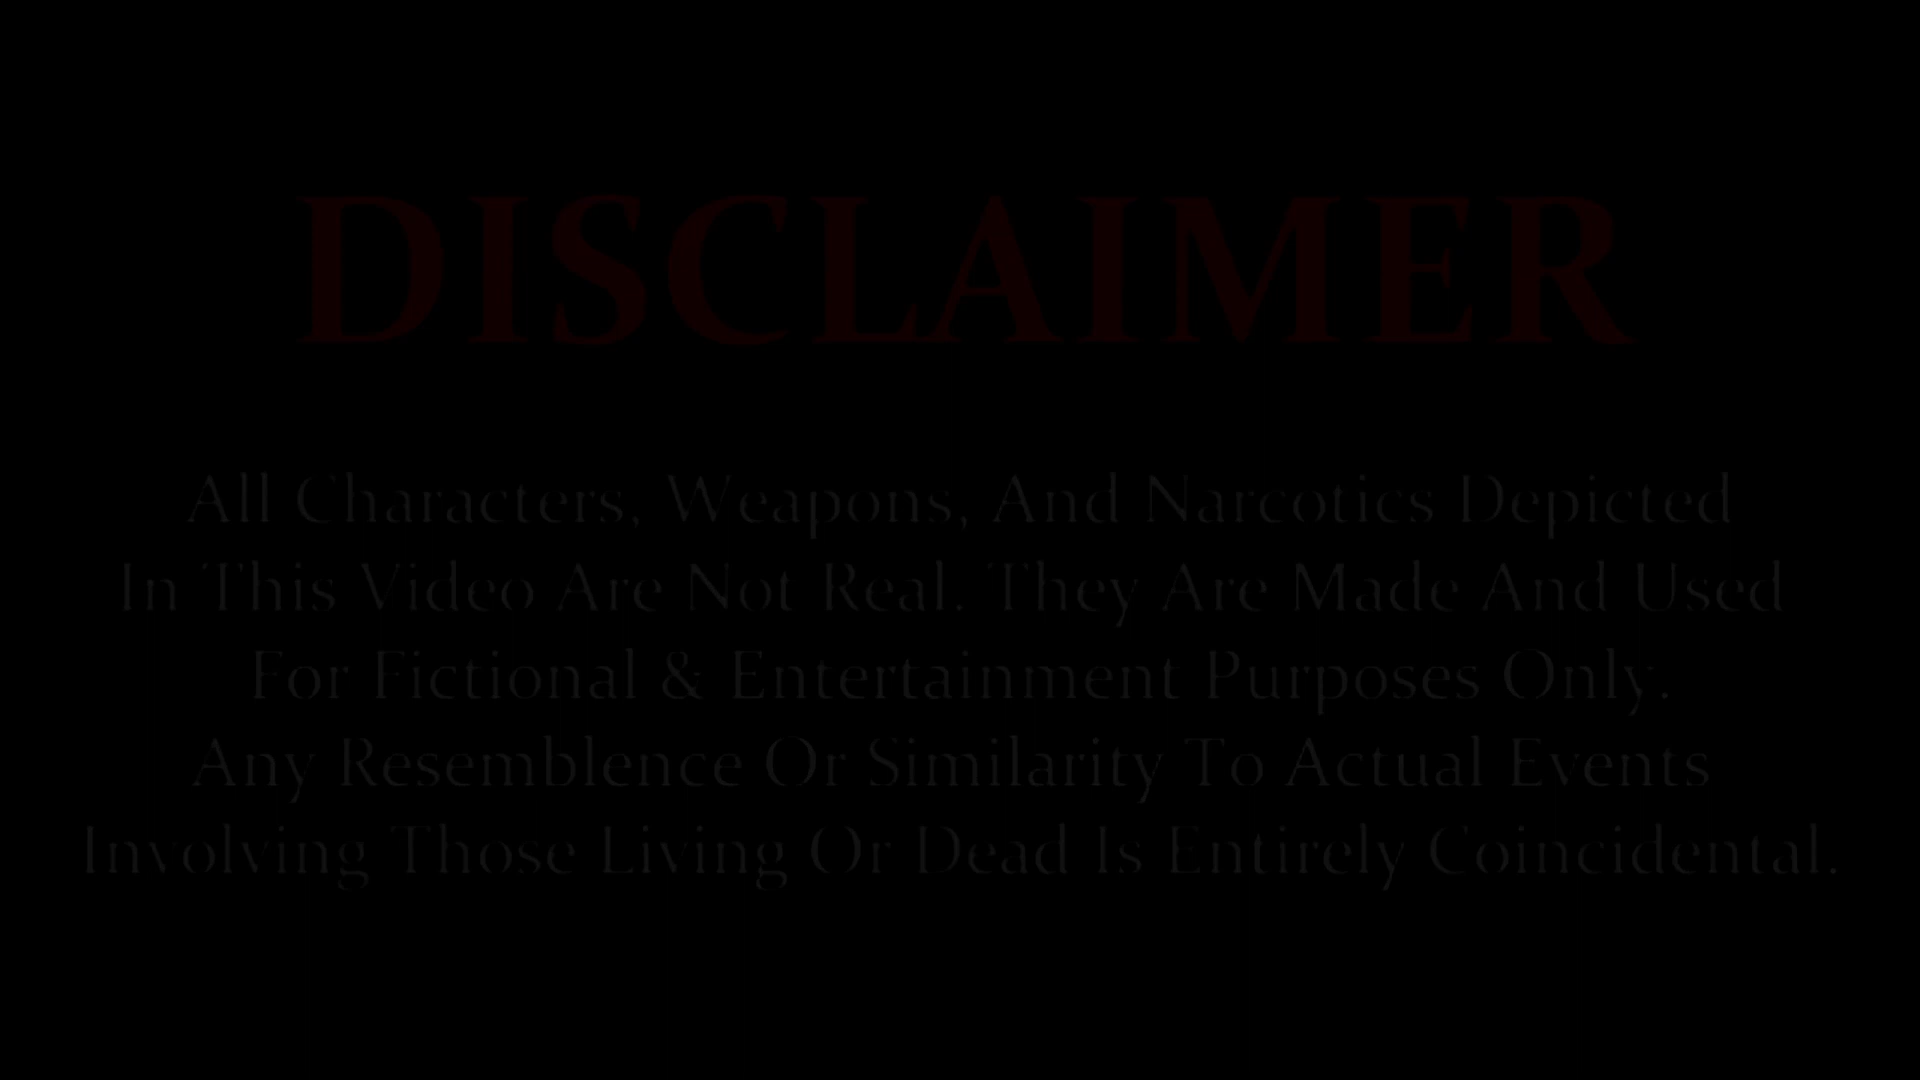 DISCLAIMER
All Characters, Weapons, And Narcotics Depicted
In This Video Are Not Real. They Are Made And Used
For Fictional & Entertainment Purposes Only.
Any Resemblence Or Similarity To Actual Events
Involving Those Living Or Dead Is Entirely Coincidental.